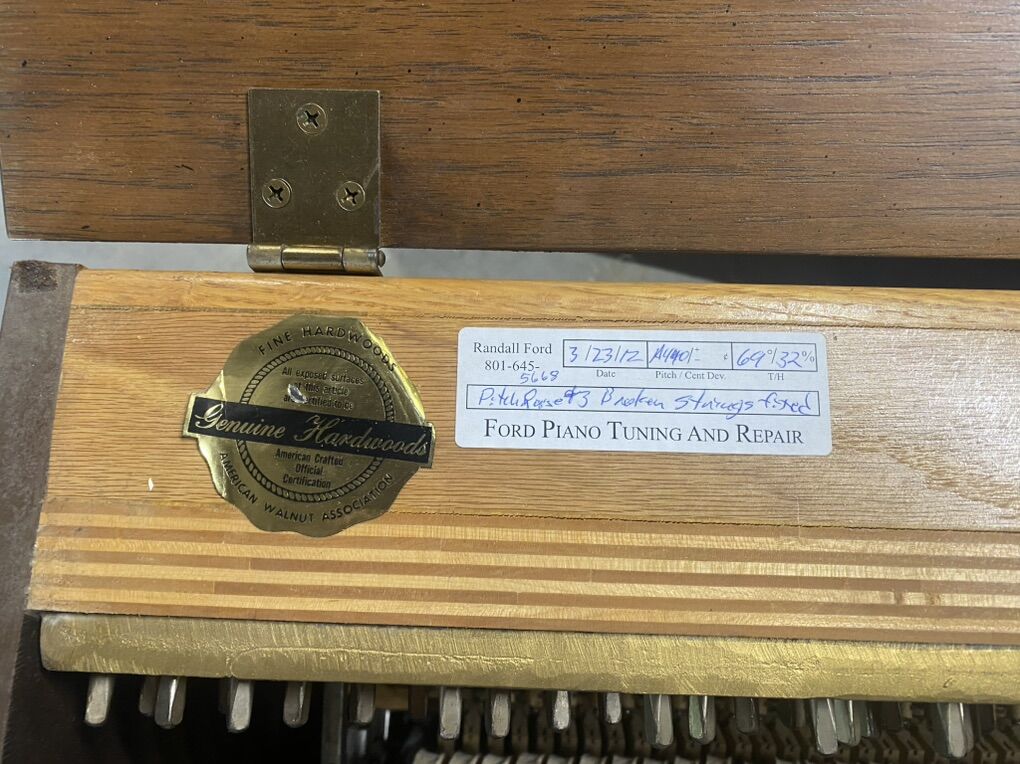 FINE HARDWOODS
All exposed surfaces
of this article
are certified to be
Genuine Hardwoods
American Crafted
Official
Certification
AMERICAN WALNUT ASSOCIATION
Randall Ford
801-645-
5668
3/23/12 A440/- ¢ 69°/32%
Date Pitch / Cent Dev. T/H
Pitch Raise 3 Broken Strings fixed
FORD PIANO TUNING AND REPAIR